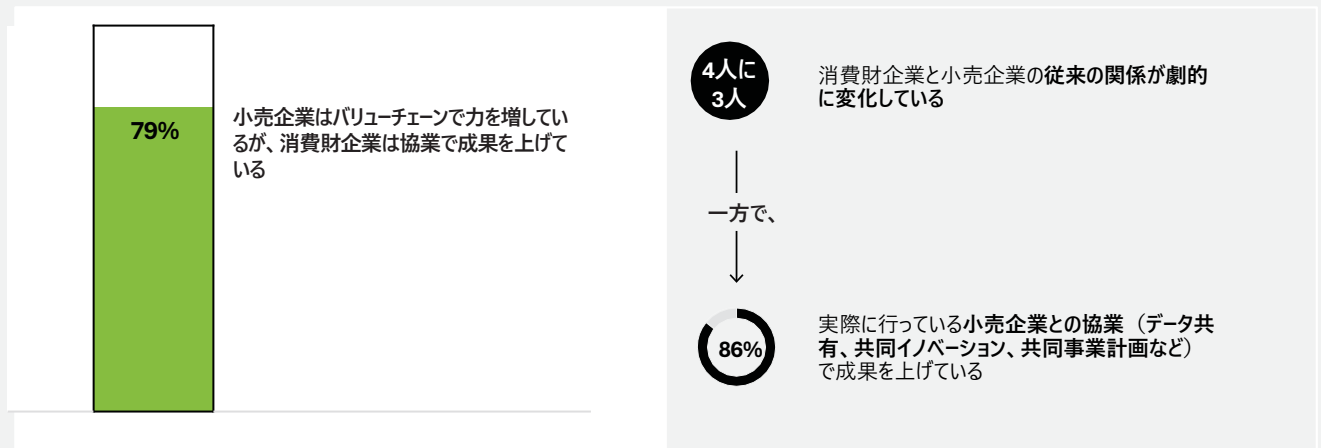 79%
小売企業はバリューチェーンで力を増してい
るが、消費財企業は協業で成果を上げて
いる
4人に
3人
消費財企業と小売企業の従来の関係が劇的
に変化している
一方で、
86%
実際に行っている小売企業との協業（データ共
有、共同イノベーション、共同事業計画など）
で成果を上げている